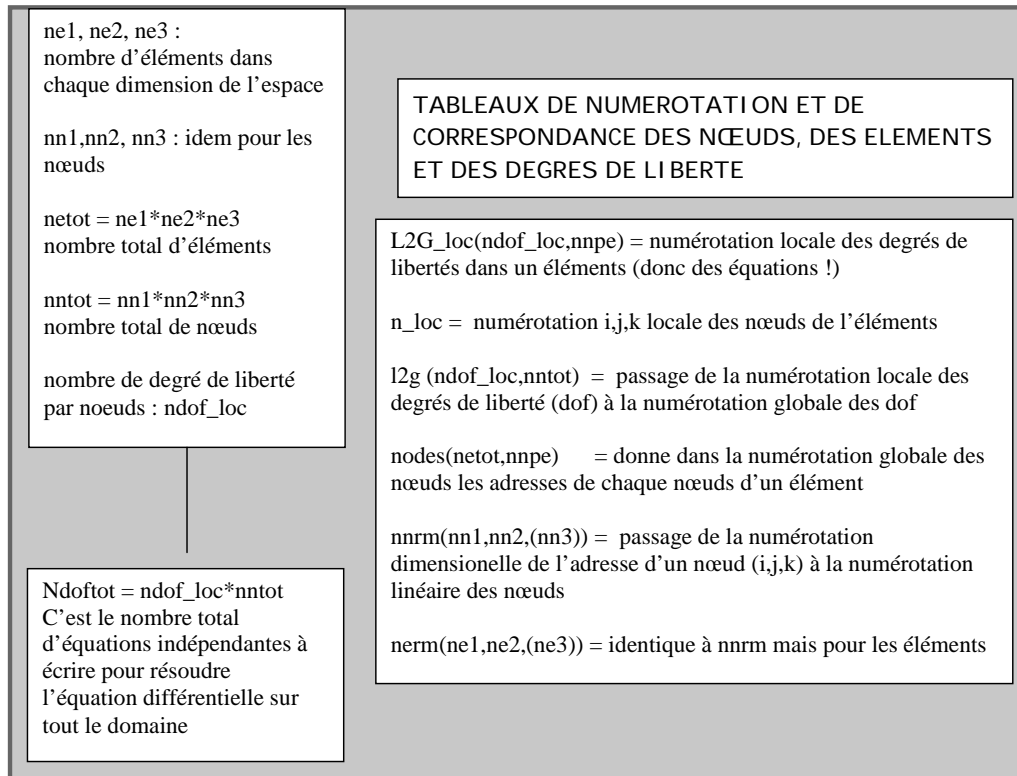 ne1, ne2, ne3 :
nombre d'éléments dans
chaque dimension de l'espace
nn1,nn2, nn3 : idem pour les
nœuds
netot = ne1*ne2*ne3
nombre total d'éléments
nntot = nn1*nn2*nn3
nombre total de nœuds
nombre de degré de liberté
par noeuds : ndof_loc
Ndoftot = ndof_loc*nntot
C'est le nombre total
d'équations indépendantes à
écrire pour résoudre
l'équation différentielle sur
tout le domaine
TABLEAUX DE NUMEROTATION ET DE
CORRESPONDANCE DES NŒUDS, DES ELEMENTS
ET DES DEGRES DE LIBERTE
L2G_loc(ndof_loc,nnpe) = numérotation locale des degrés de
libertés dans un éléments (donc des équations !)
n_loc = numérotation i,j,k locale des nœuds de l'éléments
l2g (ndof_loc,nntot) = passage de la numérotation locale des
degrés de liberté (dof) à la numérotation globale des dof
nodes(netot,nnpe) = donne dans la numérotation globale des
nœuds les adresses de chaque nœuds d'un élément
nnrm(nn1,nn2,(nn3)) = passage de la numérotation
dimensionelle de l'adresse d'un nœud (i,j,k) à la numérotation
linéaire des nœuds
nerm(ne1,ne2,(ne3)) = identique à nnrm mais pour les éléments